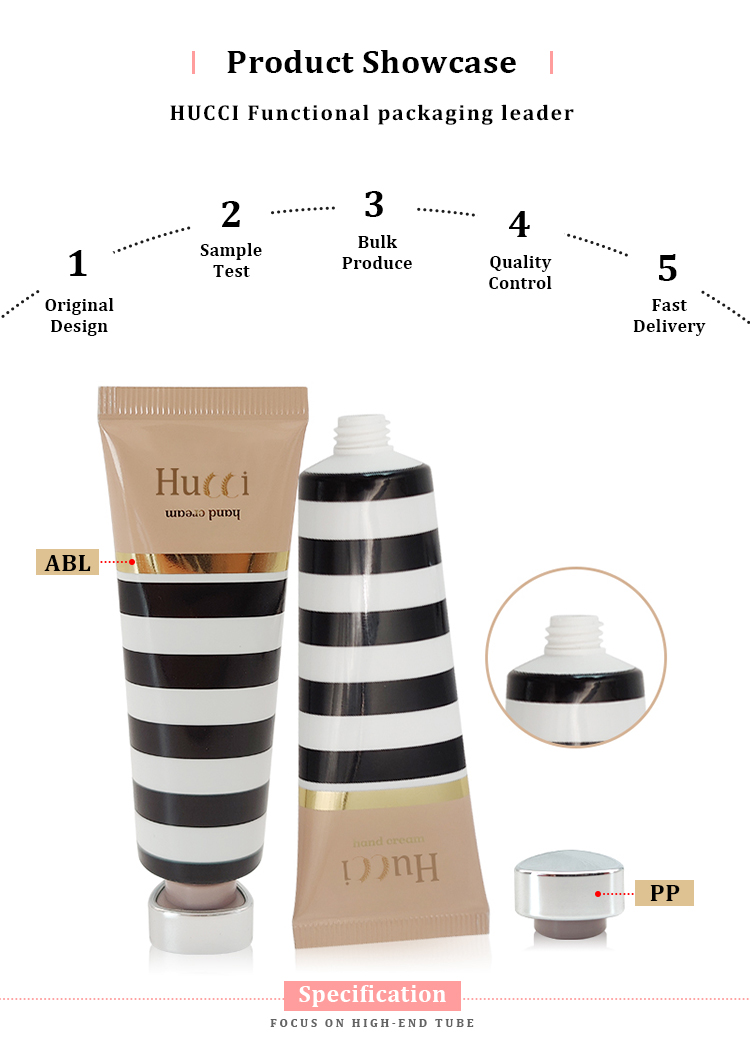 Product Showcase
HUCCI Functional packaging leader
1
Original
Design
2
Sample
Test
3
Bulk
Produce
4
Quality
Control
5
Fast
Delivery
Hucci
hand cream
ABL
hand cream
Hucci
PP
Specification
FOCUS ON HIGH-END TUBE